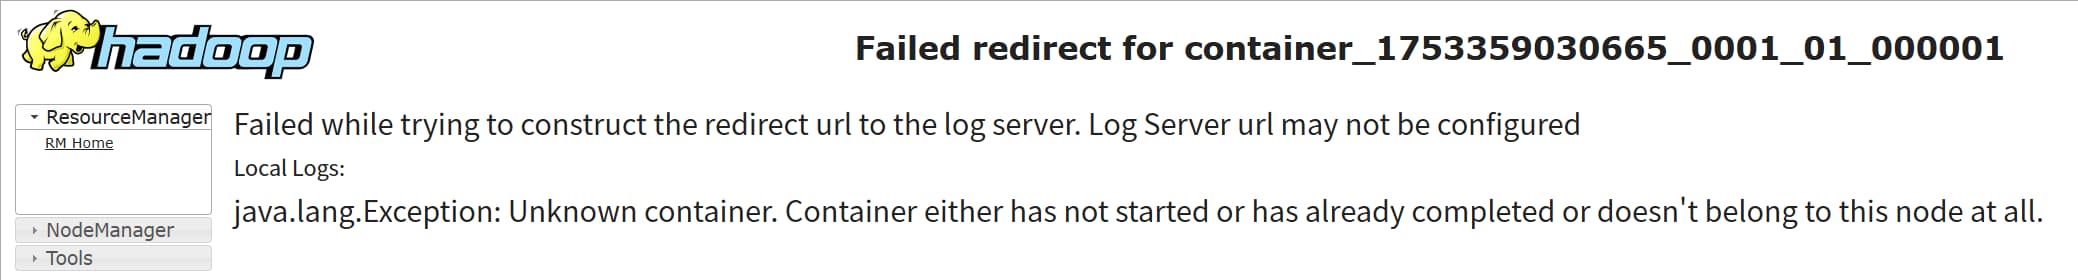 hadoop
Failed redirect for container_1753359030665_0001_01_000001
ResourceManager
RM Home
NodeManager
Tools
Failed while trying to construct the redirect url to the log server. Log Server url may not be configured
Local Logs:
java.lang.Exception: Unknown container. Container either has not started or has already completed or doesn't belong to this node at all.